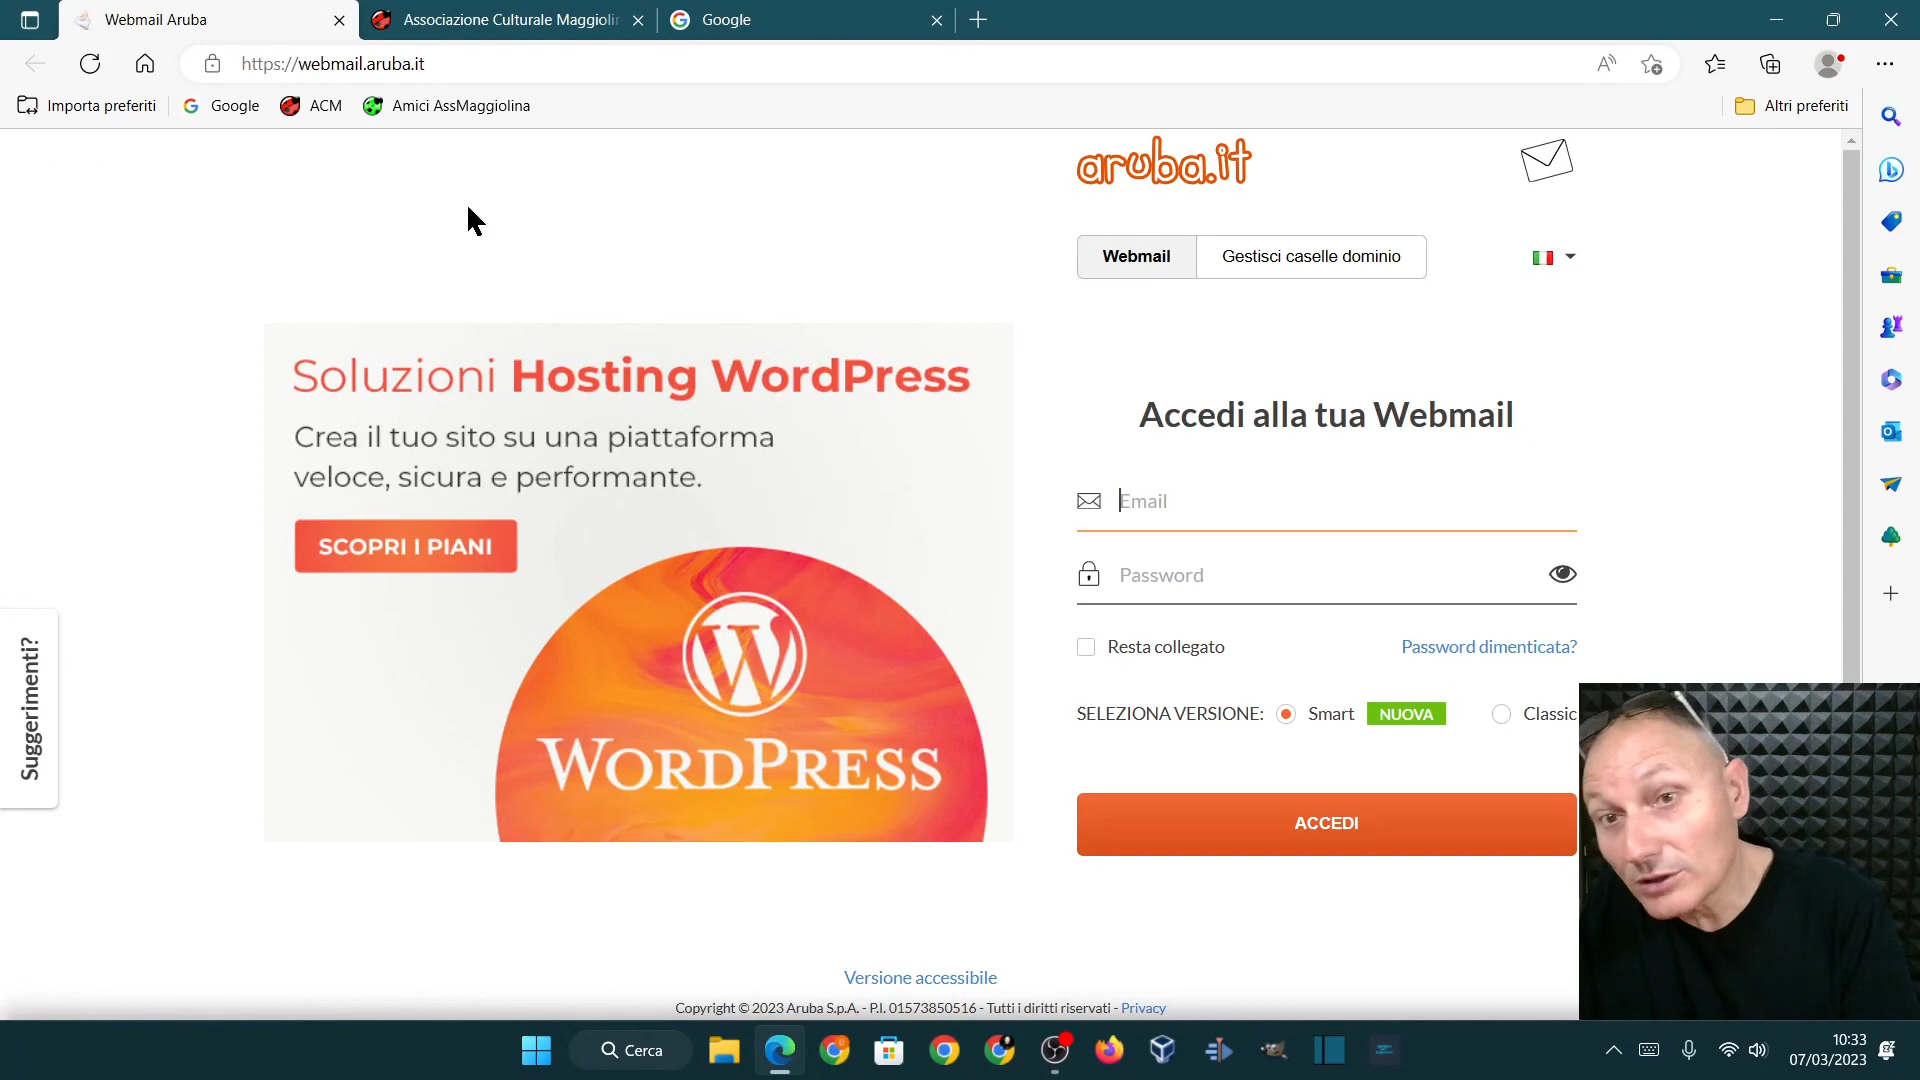 Webmail Aruba
Associazione Culturale Maggiolin
Google
https://webmail.aruba.it
Importa preferiti
Google
ACM
Amici AssMaggiolina
Altri preferiti
aruba.it
Webmail
Gestisci caselle dominio
Soluzioni Hosting WordPress
Crea il tuo sito su una piattaforma
veloce, sicura e performante.
SCOPRI I PIANI
WORDPRESS
Accedi alla tua Webmail
Email
Password
Resta collegato
Password dimenticata?
SELEZIONA VERSIONE:
Smart
NUOVA
Classic
ACCEDI
Suggerimenti?
Versione accessibile
Copyright © 2023 Aruba S.p.A. - P.I. 01573850516 - Tutti i diritti riservati - Privacy
Cerca
10:33
07/03/2023